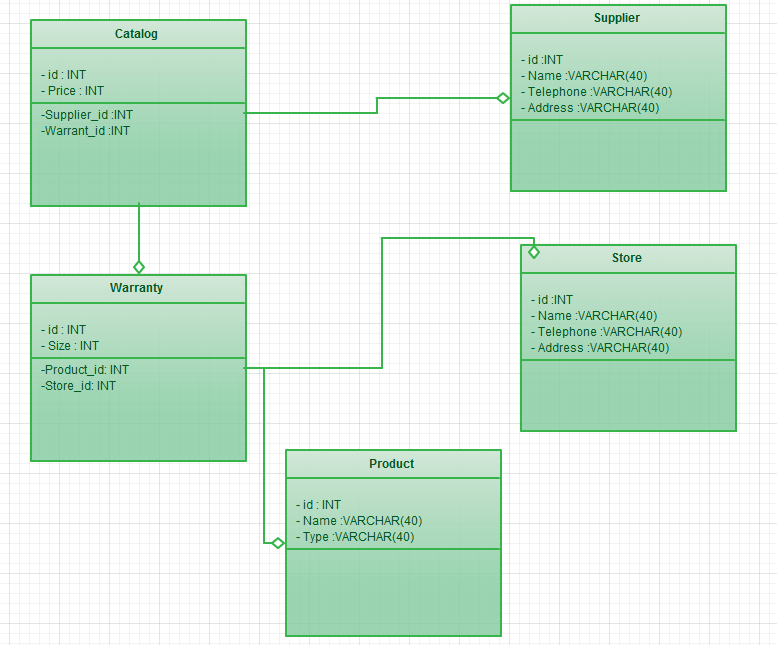 Catalog
- id : INT
- Price : INT
-Supplier_id :INT
-Warrant_id :INT
Supplier
- id :INT
- Name :VARCHAR(40)
- Telephone :VARCHAR(40)
- Address :VARCHAR(40)
Warranty
- id : INT
- Size : INT
-Product_id: INT
-Store_id: INT
Store
- id :INT
- Name :VARCHAR(40)
- Telephone :VARCHAR(40)
- Address :VARCHAR(40)
Product
- id : INT
- Name :VARCHAR(40)
- Type :VARCHAR(40)